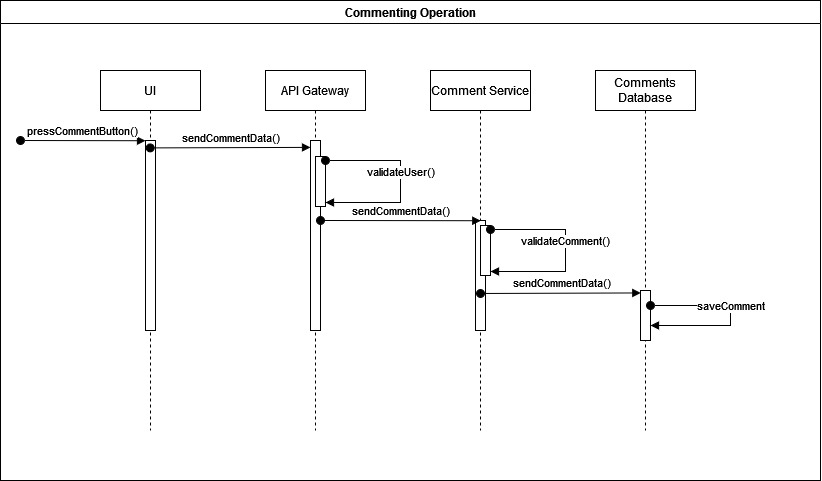 Commenting Operation
UI
API Gateway
Comment Service
Comments
Database
pressCommentButton()
sendCommentData()
validateUser()
sendCommentData()
validateComment()
sendCommentData()
saveComment